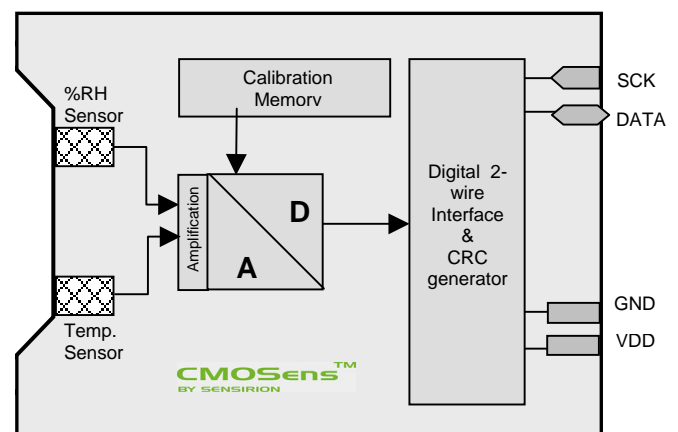 %RH
Sensor
Calibration
Memory
SCK
DATA
Digital 2-
wire
Interface
&
CRC
generator
Amplification
D
A
GND
VDD
Temp.
Sensor
CMOSens™
BY SENSIRION